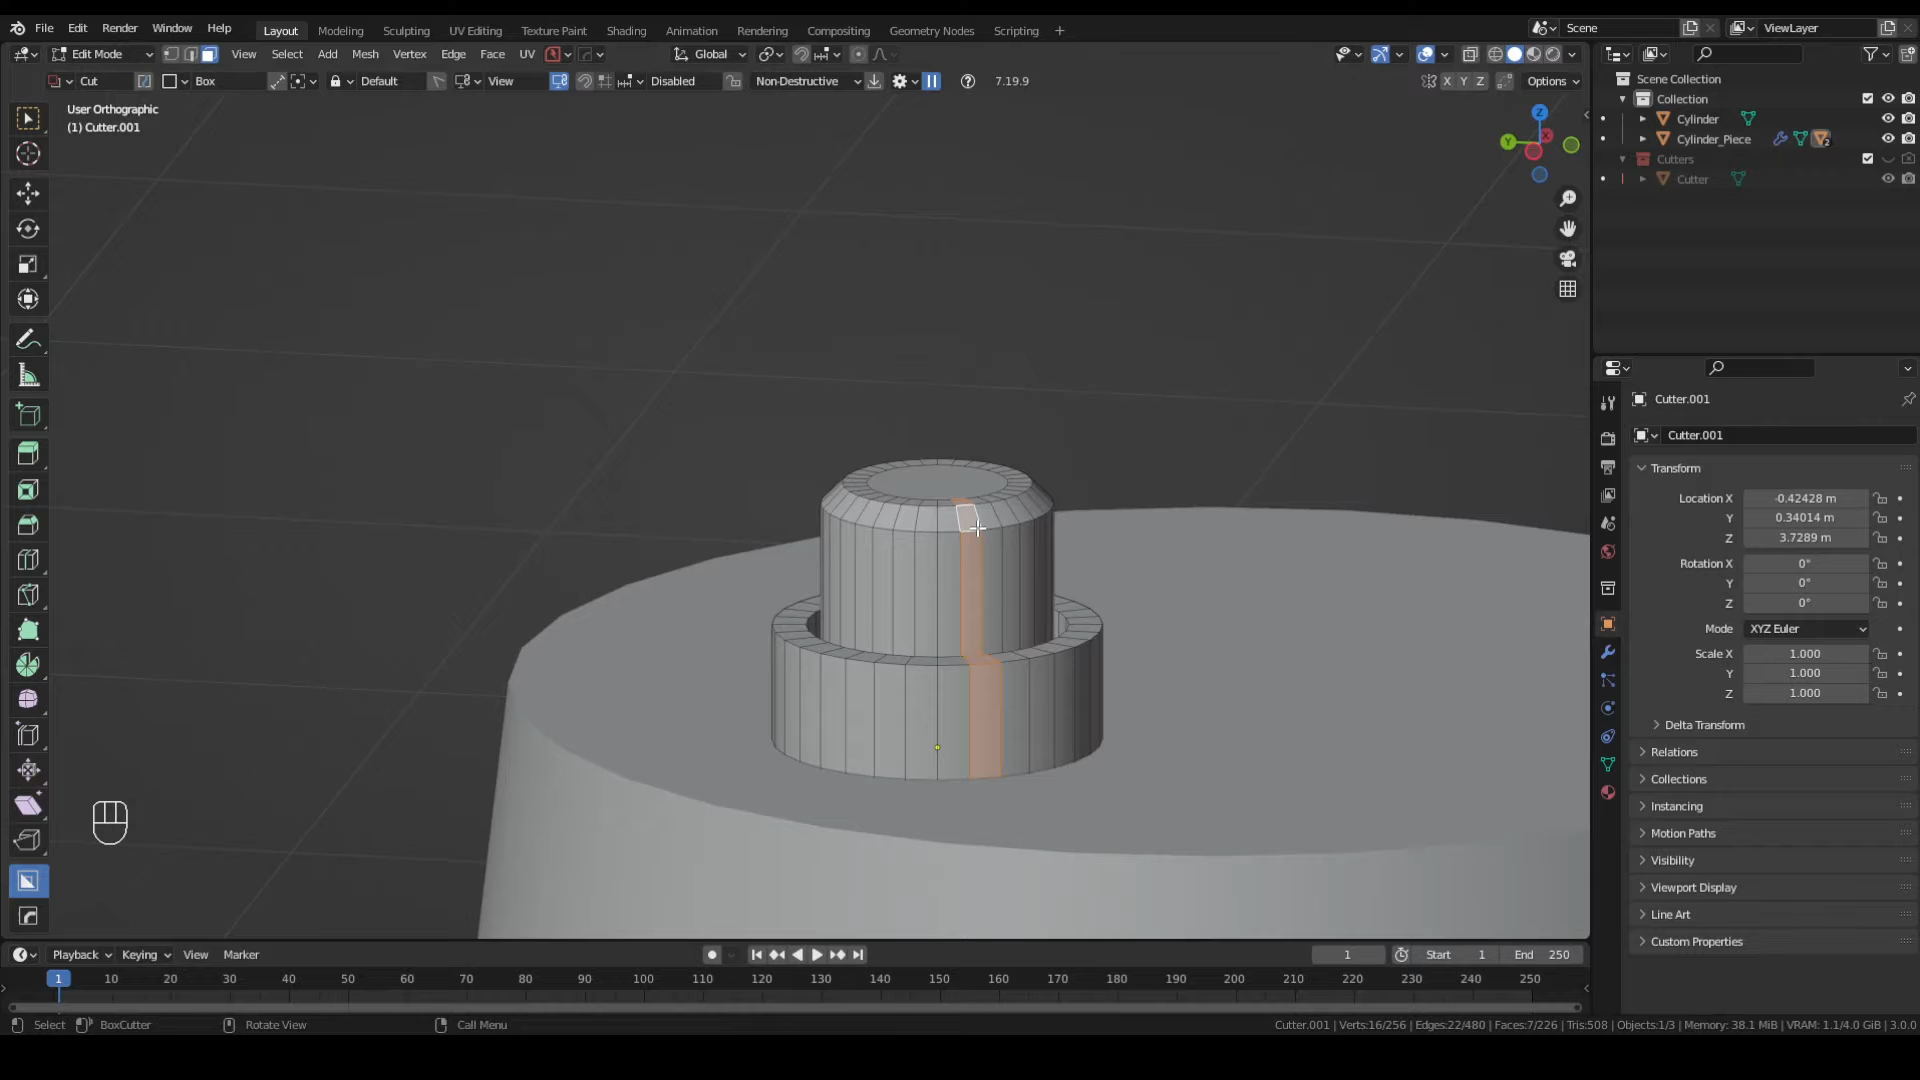 File Edit Render Window Help Layout Modeling Sculpting UV Editing Texture Paint Shading Animation Rendering Compositing Geometry Nodes Scripting + Scene ViewLayer
Edit Mode View Select Add Mesh Vertex Edge Face UV Global
Cut Box Default View Disabled Non-Destructive 7.19.9 X Y Z Options
User Orthographic
(1) Cutter.001
Z
Y
X
Scene Collection
Collection
Cylinder
Cylinder_Piece 2
Cutters
Cutter
Cutter.001
Cutter.001
Transform
Location X -0.42428 m
Y 0.34014 m
Z 3.7289 m
Rotation X 0°
Y 0°
Z 0°
Mode XYZ Euler
Scale X 1.000
Y 1.000
Z 1.000
Delta Transform
Relations
Collections
Instancing
Motion Paths
Visibility
Viewport Display
Line Art
Custom Properties
Playback Keying View Marker 1 Start 1 End 250
1 10 20 30 40 50 60 70 80 90 100 110 120 130 140 150 160 170 180 190 200 210 220 230 240 250
Select BoxCutter Rotate View Call Menu Cutter.001 | Verts:16/256 | Edges:22/480 | Faces:7/226 | Tris:508 | Objects:1/3 | Memory: 38.1 MiB | VRAM: 1.1/4.0 GiB | 3.0.0